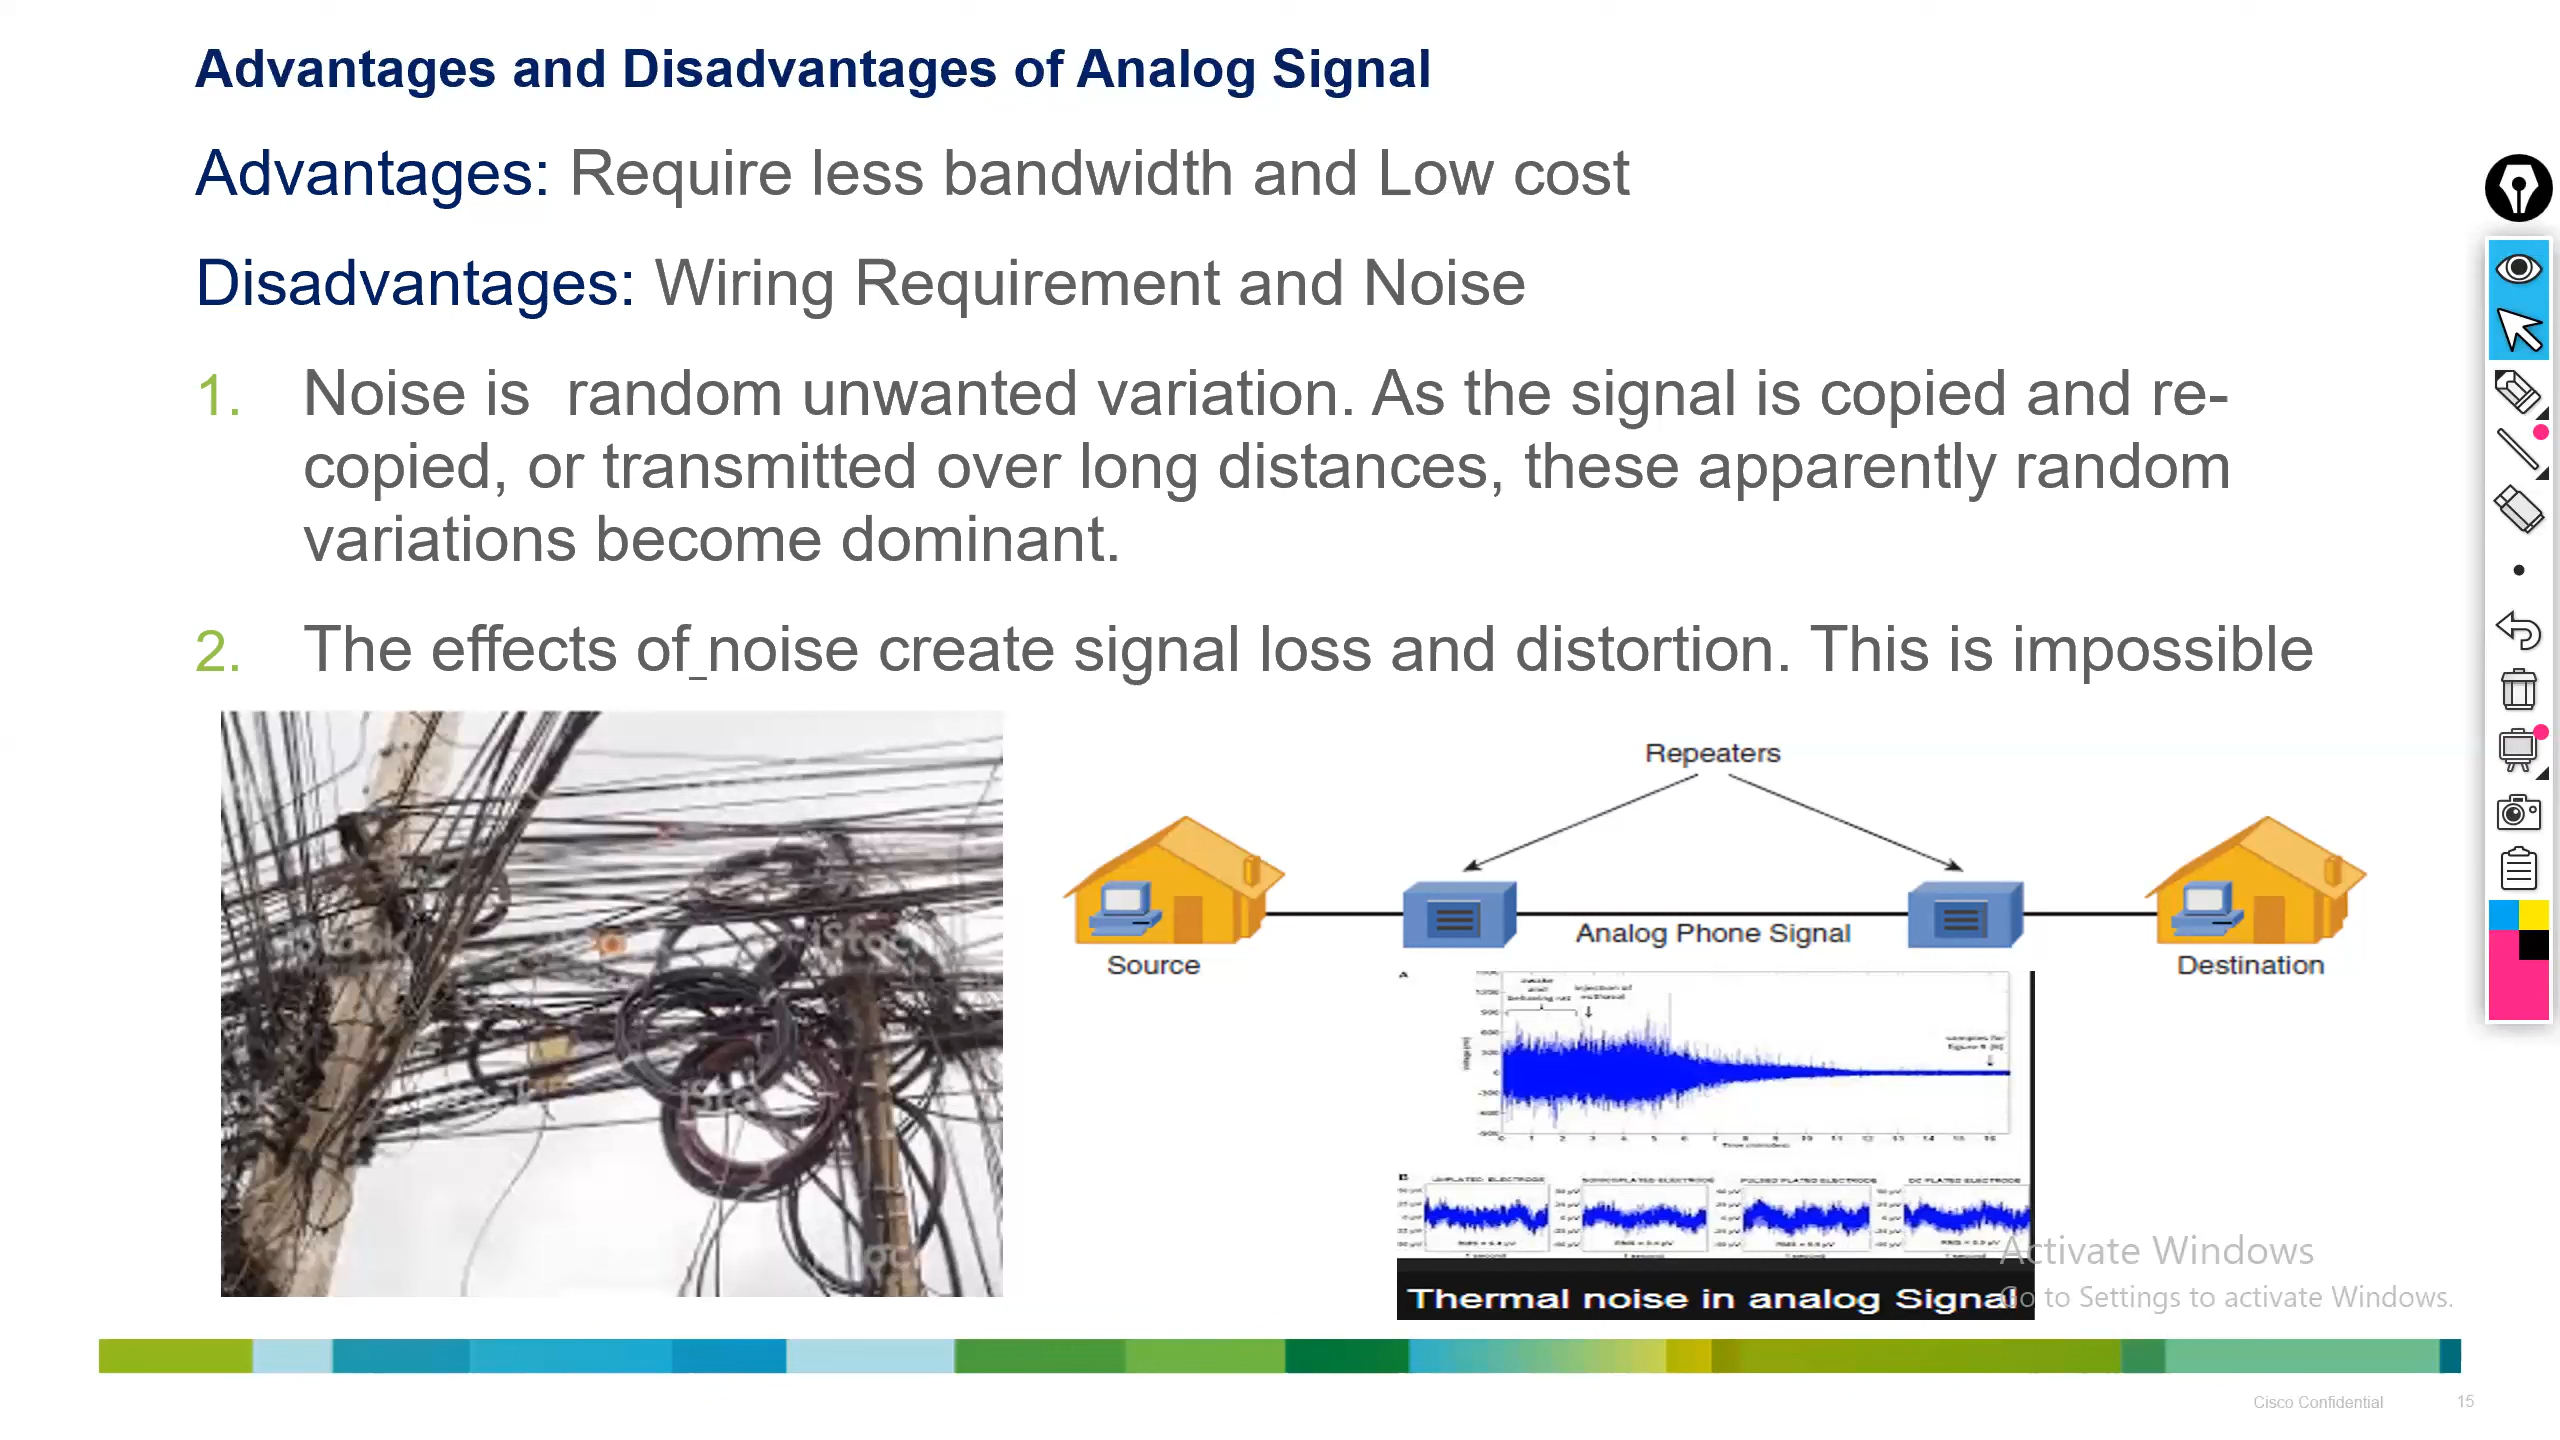 Advantages and Disadvantages of Analog Signal
Advantages: Require less bandwidth and Low cost
Disadvantages: Wiring Requirement and Noise
1. Noise is random unwanted variation. As the signal is copied and re-
copied, or transmitted over long distances, these apparently random
variations become dominant.
2. The effects of noise create signal loss and distortion. This is impossible
Repeaters
Analog Phone Signal
Source
Destination
A
B
Thermal noise in analog Signal
Activate Windows
Go to Settings to activate Windows.
Cisco Confidential
15